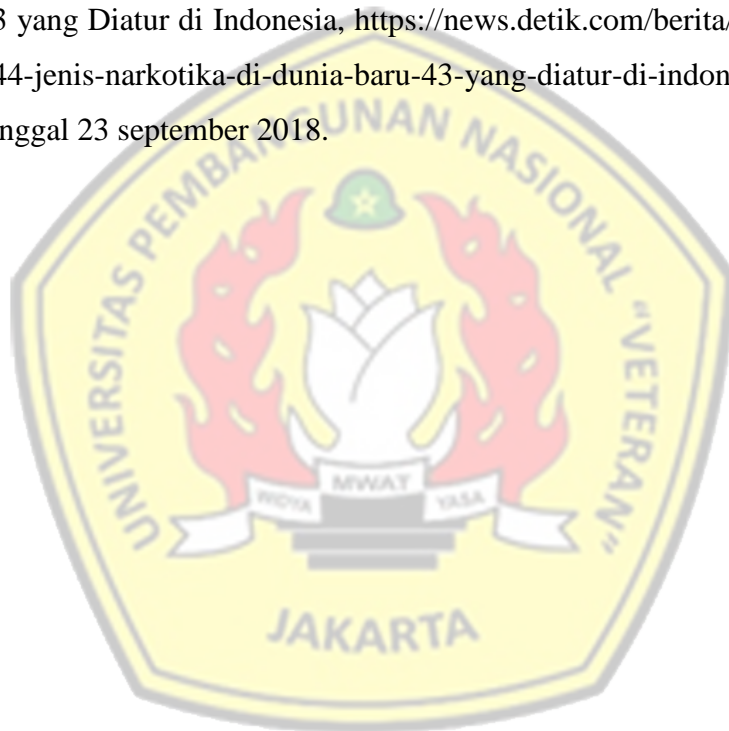 3 yang Diatur di Indonesia, https://news.detik.com/berita/
44-jenis-narkotika-di-dunia-baru-43-yang-diatur-di-indon
nggal 23 september 2018.
UNIVERSITAS PEMBANGUNAN NASIONAL "VETERAN"
WIDYA MWAT YASA
JAKARTA